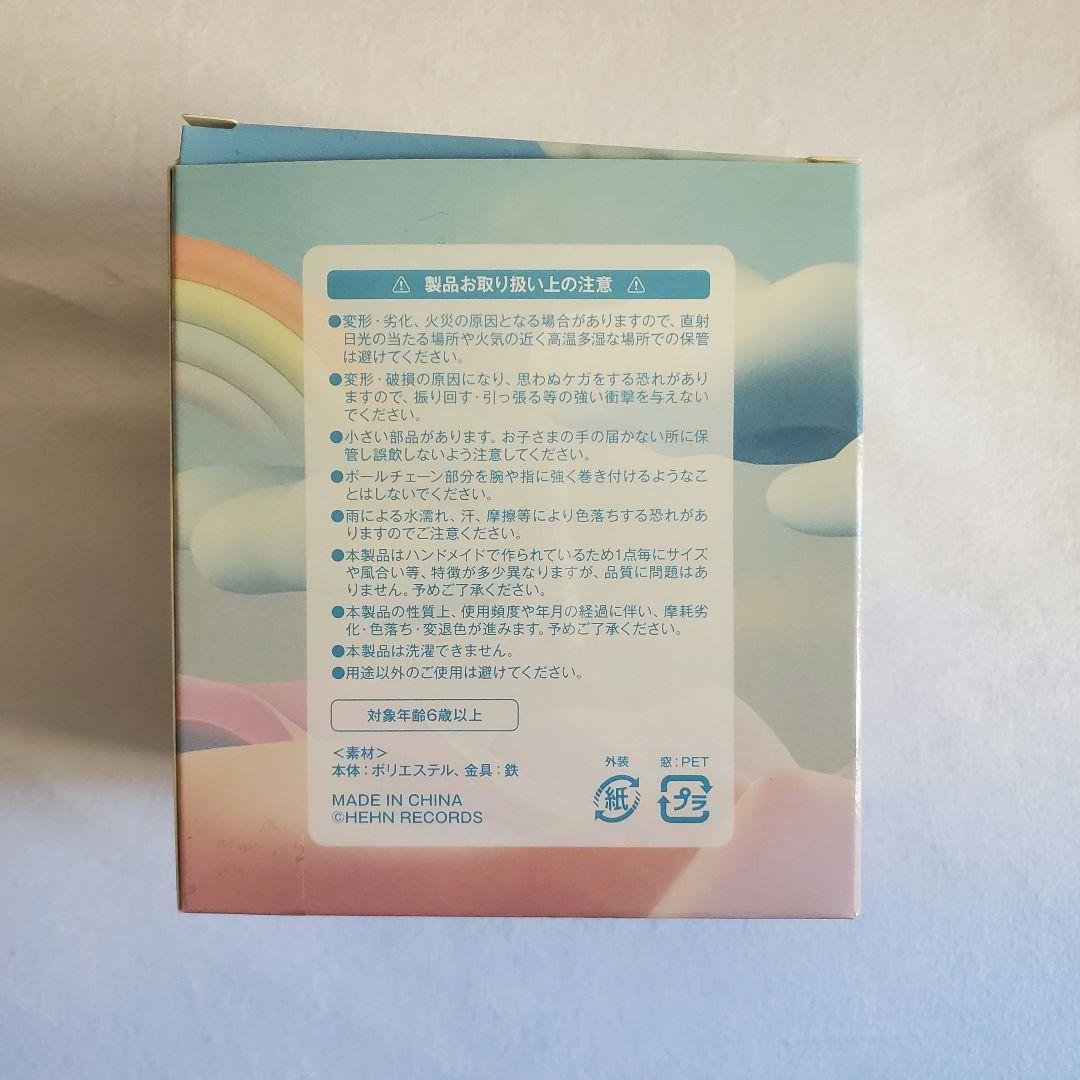 ⚠ 製品お取り扱い上の注意 ⚠
●変形・劣化、火災の原因となる場合がありますので、直射
日光の当たる場所や火気の近く高温多湿な場所での保管
は避けてください。
●変形・破損の原因になり、思わぬケガをする恐れがあり
ますので、振り回す・引っ張る等の強い衝撃を与えない
でください。
●小さい部品があります。お子さまの手の届かない所に保
管し誤飲しないよう注意してください。
●ボールチェーン部分を腕や指に強く巻き付けるようなこ
とはしないでください。
●雨による水濡れ、汗、摩擦等により色落ちする恐れがあ
りますのでご注意ください。
●本製品はハンドメイドで作られているため1点毎にサイズ
や風合い等、特徴が多少異なりますが、品質に問題はあ
りません。予めご了承ください。
●本製品の性質上、使用頻度や年月の経過に伴い、摩耗劣
化・色落ち・変退色が進みます。予めご了承ください。
●本製品は洗濯できません。
●用途以外のご使用は避けてください。
対象年齢6歳以上
＜素材＞
本体：ポリエステル、金具：鉄
MADE IN CHINA
©HEHN RECORDS
外装 窓：PET
紙 プラ